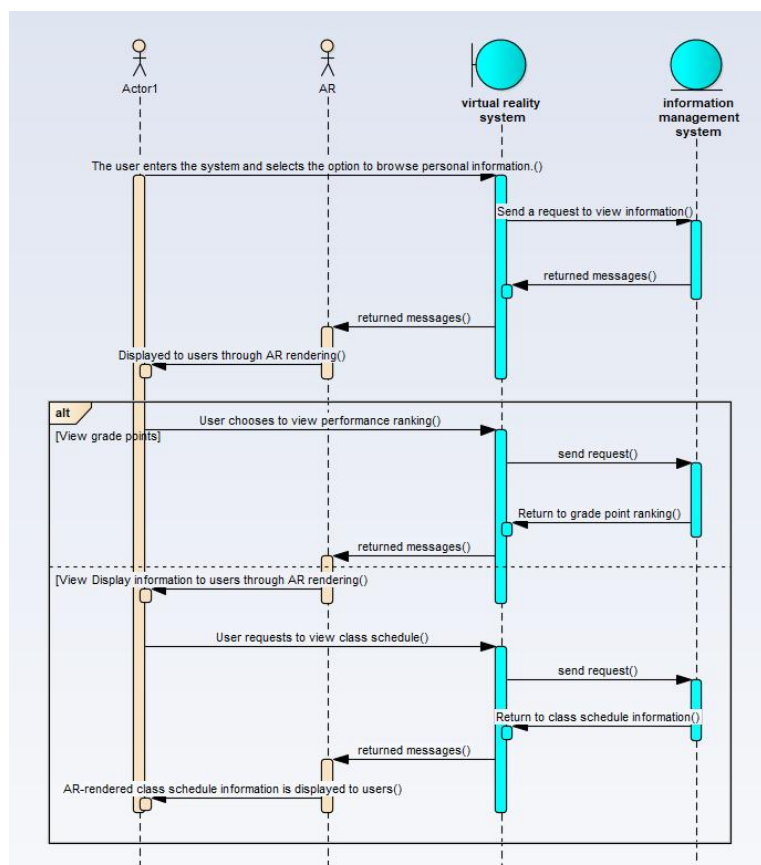 Actor1
AR
virtual reality
system
information
management
system
The user enters the system and selects the option to browse personal information.()
Send a request to view information()
returned messages()
returned messages()
Displayed to users through AR rendering()
alt
User chooses to view performance ranking()
[View grade points]
send request()
Return to grade point ranking()
returned messages()
[View Display information to users through AR rendering()
User requests to view class schedule()
send request()
Return to class schedule information()
returned messages()
AR-rendered class schedule information is displayed to users()